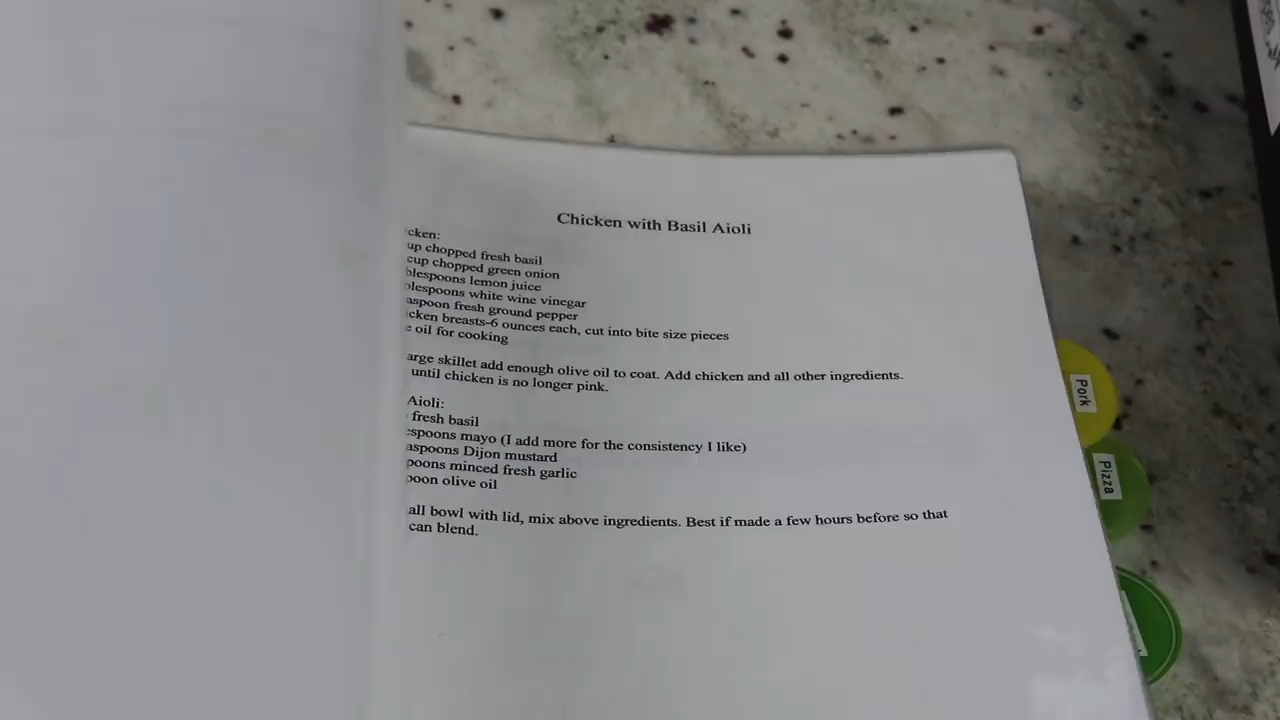 Chicken with Basil Aioli
cken:
up chopped fresh basil
cup chopped green onion
blespoons lemon juice
blespoons white wine vinegar
aspoon fresh ground pepper
icken breasts-6 ounces each, cut into bite size pieces
e oil for cooking
arge skillet add enough olive oil to coat. Add chicken and all other ingredients.
until chicken is no longer pink.
Aioli:
fresh basil
espoons mayo (I add more for the consistency I like)
aspoons Dijon mustard
poons minced fresh garlic
poon olive oil
all bowl with lid, mix above ingredients. Best if made a few hours before so that
can blend.
Pork
Pizza